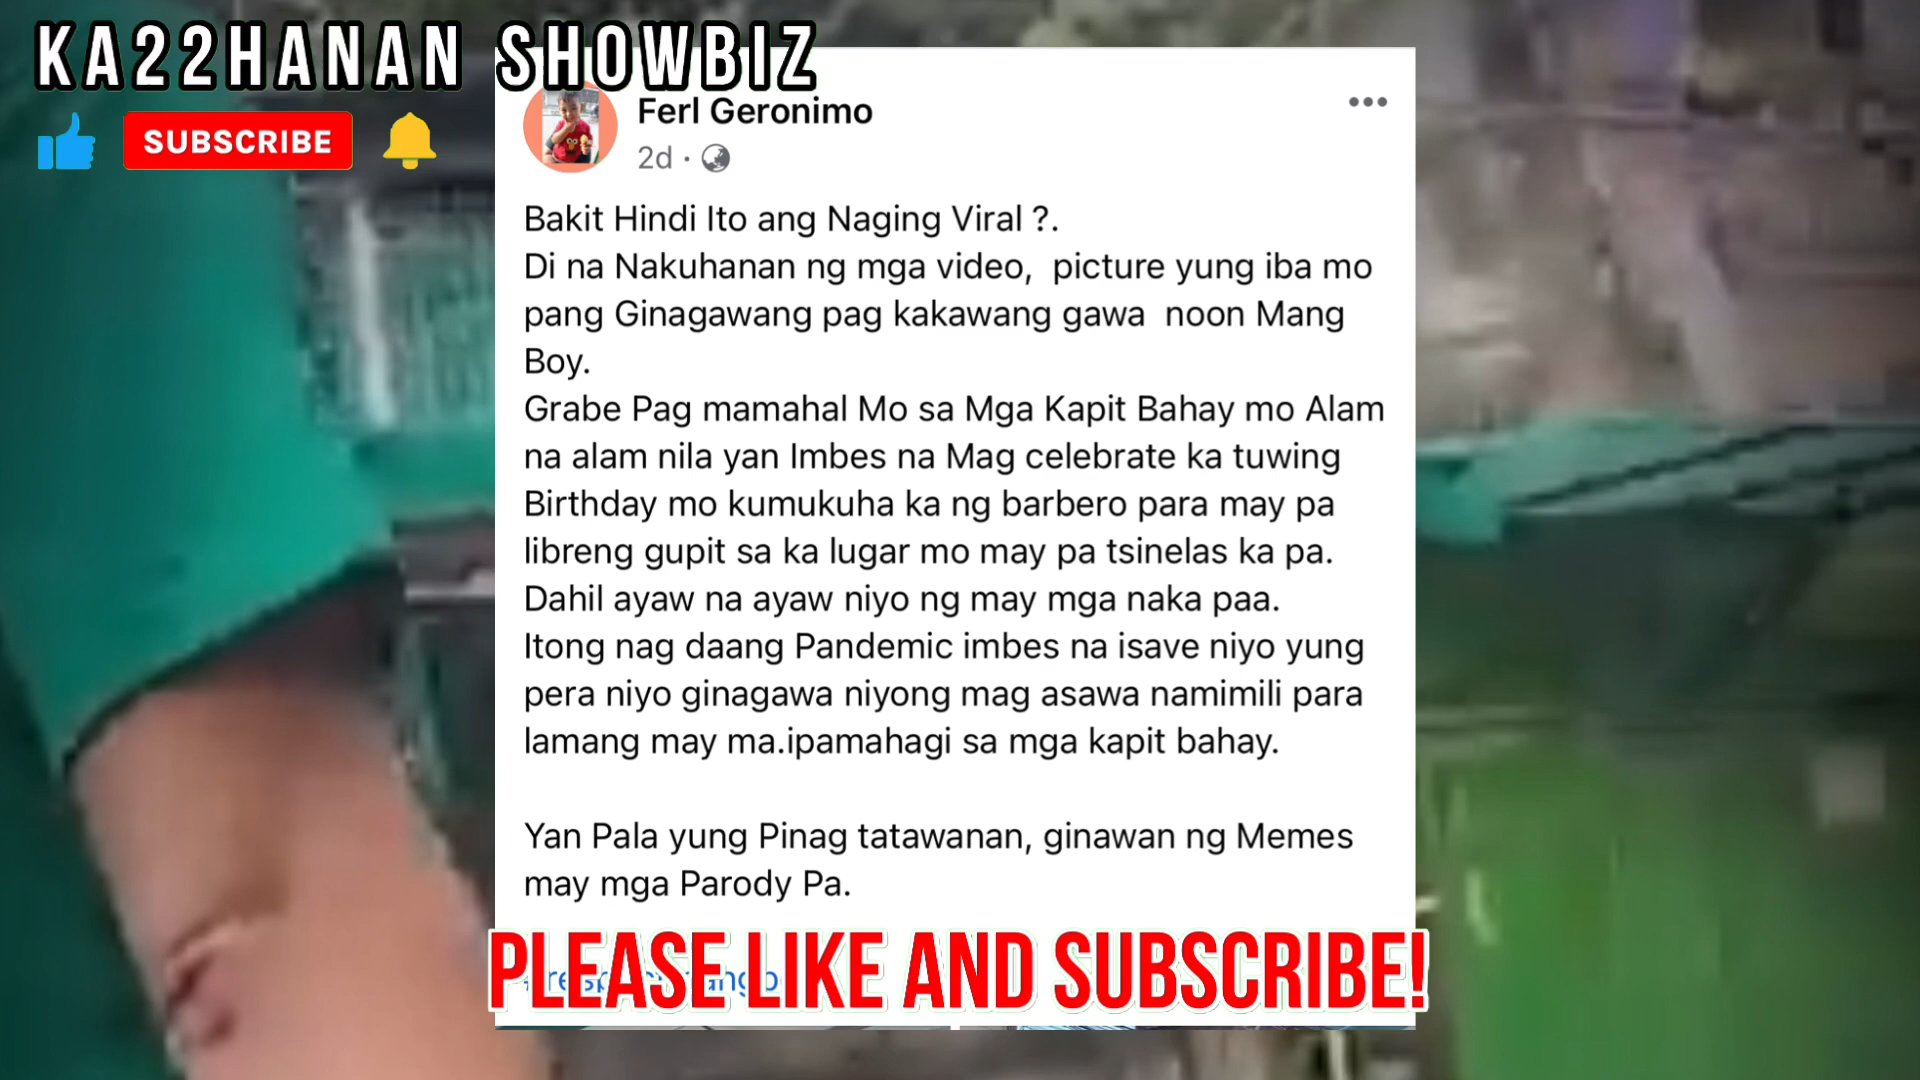 KA22HANAN SHOWBIZ
SUBSCRIBE
Ferl Geronimo
2d
Bakit Hindi Ito ang Naging Viral ?.
Di na Nakuhanan ng mga video, picture yung iba mo
pang Ginagawang pag kakawang gawa noon Mang
Boy.
Grabe Pag mamahal Mo sa Mga Kapit Bahay mo Alam
na alam nila yan Imbes na Mag celebrate ka tuwing
Birthday mo kumukuha ka ng barbero para may pa
libreng gupit sa ka lugar mo may pa tsinelas ka pa.
Dahil ayaw na ayaw niyo ng may mga naka paa.
Itong nag daang Pandemic imbes na isave niyo yung
pera niyo ginagawa niyong mag asawa namimili para
lamang may ma.ipamahagi sa mga kapit bahay.
Yan Pala yung Pinag tatawanan, ginawan ng Memes
may mga Parody Pa.
PLEASE LIKE AND SUBSCRIBE!